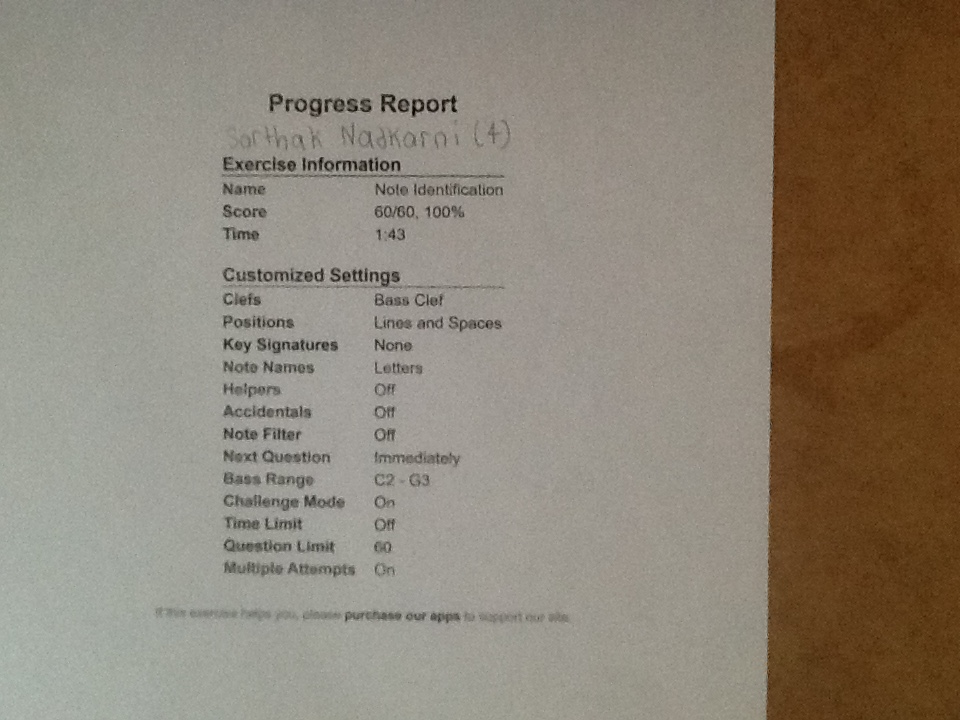 Progress Report
Sarthak Nadkarni (4)
Exercise Information
Name Note Identification
Score 60/60, 100%
Time 1:43
Customized Settings
Clefs Bass Clef
Positions Lines and Spaces
Key Signatures None
Note Names Letters
Helpers Off
Accidentals Off
Note Filter Off
Next Question Immediately
Bass Range C2 - G3
Challenge Mode On
Time Limit Off
Question Limit 60
Multiple Attempts On
If this exercise helps you, please purchase our apps to support our site.